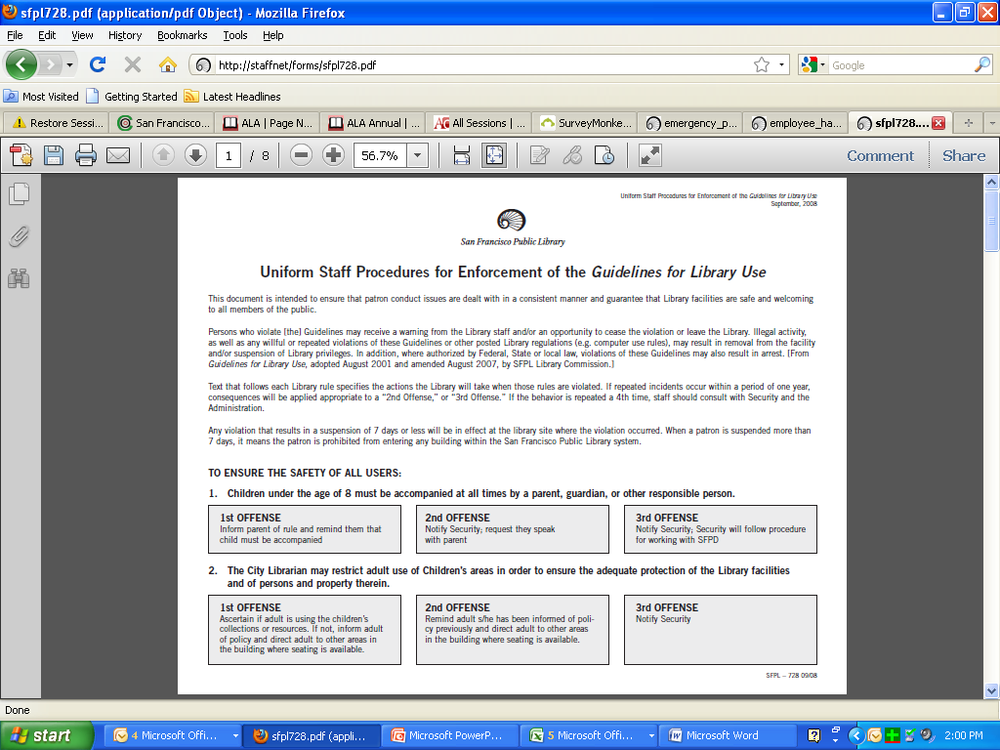 sfpl728.pdf (application/pdf Object) - Mozilla Firefox
File Edit View History Bookmarks Tools Help
http://staffnet/forms/sfpl728.pdf
Google
Most Visited Getting Started Latest Headlines
Restore Sessi... San Francisco... ALA | Page N... ALA Annual | ... All Sessions | ... SurveyMonke... emergency_p... employee_ha... sfpl728....
1 / 8 56.7% Comment Share
Uniform Staff Procedures for Enforcement of the Guidelines for Library Use
September, 2008
San Francisco Public Library
Uniform Staff Procedures for Enforcement of the Guidelines for Library Use
This document is intended to ensure that patron conduct issues are dealt with in a consistent manner and guarantee that Library facilities are safe and welcoming
to all members of the public.
Persons who violate [the] Guidelines may receive a warning from the Library staff and/or an opportunity to cease the violation or leave the Library. Illegal activity,
as well as any willful or repeated violations of these Guidelines or other posted Library regulations (e.g. computer use rules), may result in removal from the facility
and/or suspension of Library privileges. In addition, where authorized by Federal, State or local law, violations of these Guidelines may also result in arrest. [From
Guidelines for Library Use, adopted August 2001 and amended August 2007, by SFPL Library Commission.]
Text that follows each Library rule specifies the actions the Library will take when those rules are violated. If repeated incidents occur within a period of one year,
consequences will be applied appropriate to a “2nd Offense,” or “3rd Offense.” If the behavior is repeated a 4th time, staff should consult with Security and the
Administration.
Any violation that results in a suspension of 7 days or less will be in effect at the library site where the violation occurred. When a patron is suspended more than
7 days, it means the patron is prohibited from entering any building within the San Francisco Public Library system.
TO ENSURE THE SAFETY OF ALL USERS:
1. Children under the age of 8 must be accompanied at all times by a parent, guardian, or other responsible person.
1st OFFENSE
Inform parent of rule and remind them that
child must be accompanied
2nd OFFENSE
Notify Security; request they speak
with parent
3rd OFFENSE
Notify Security; Security will follow procedure
for working with SFPD
2. The City Librarian may restrict adult use of Children’s areas in order to ensure the adequate protection of the Library facilities
and of persons and property therein.
1st OFFENSE
Ascertain if adult is using the children’s
collections or resources. If not, inform adult
of policy and direct adult to other areas in
the building where seating is available.
2nd OFFENSE
Remind adult s/he has been informed of poli-
cy previously and direct adult to other areas
in the building where seating is available.
3rd OFFENSE
Notify Security
SFPL – 728 09/08
Done
start 4 Microsoft Offi... sfpl728.pdf (appli... Microsoft PowerP... 5 Microsoft Offi... Microsoft Word 2:00 PM